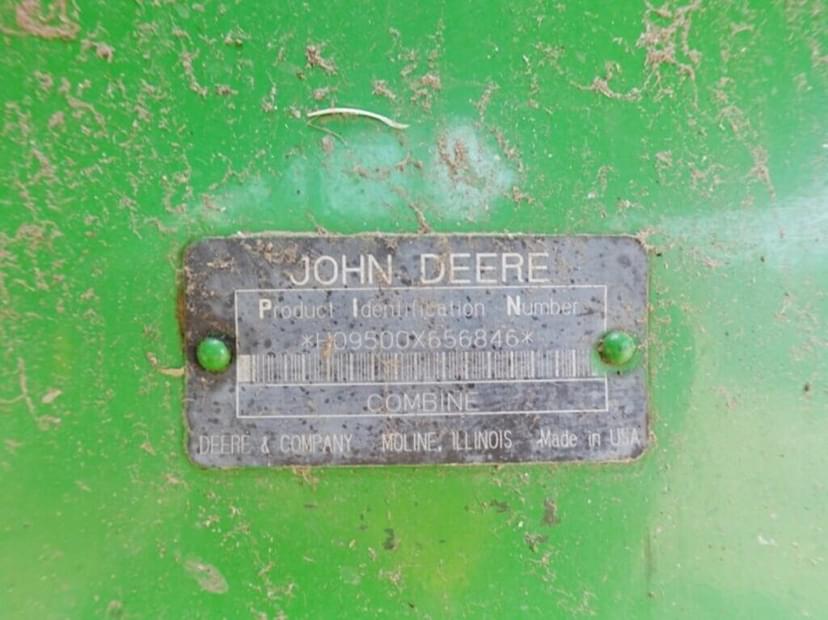 JOHN DEERE
Product Identification Number
*H09500X656846*
COMBINE
DEERE & COMPANY MOLINE, ILLINOIS Made in USA